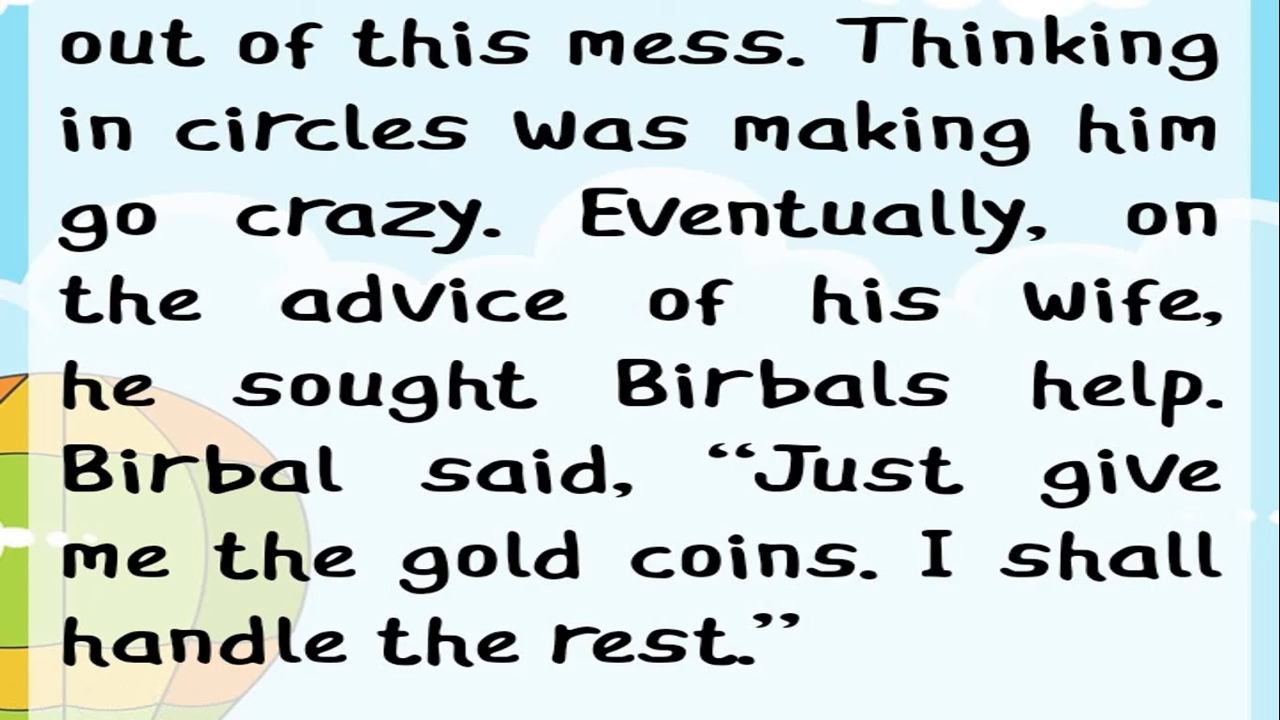 out of this mess. Thinking
in circles was making him
go crazy. Eventually, on
the advice of his wife,
he sought Birbals help.
Birbal said, “Just give
me the gold coins. I shall
handle the rest.”